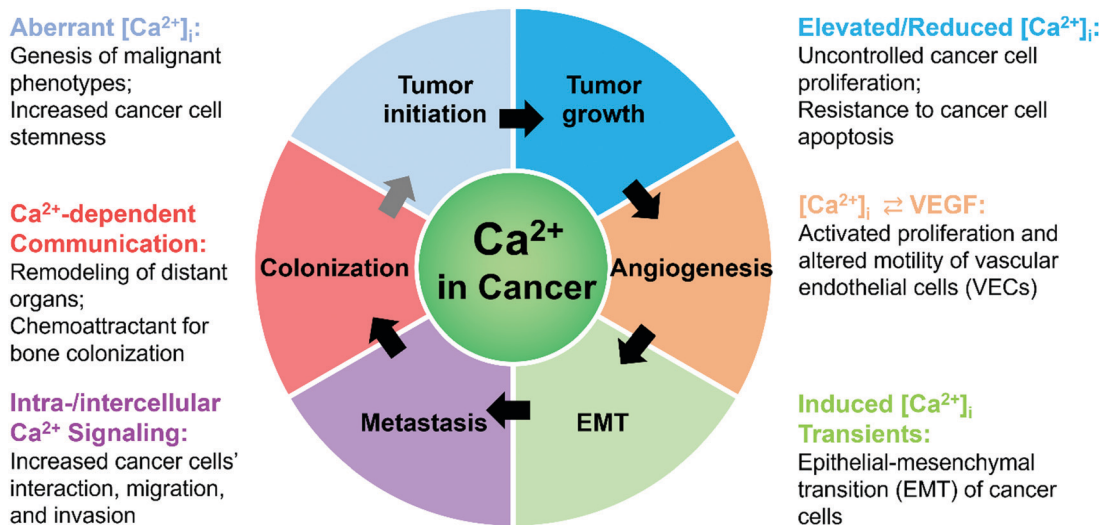 Aberrant [Ca²⁺]ᵢ:
Genesis of malignant
phenotypes;
Increased cancer cell
stemness
Ca²⁺-dependent
Communication:
Remodeling of distant
organs;
Chemoattractant for
bone colonization
Intra-/intercellular
Ca²⁺ Signaling:
Increased cancer cells'
interaction, migration,
and invasion
Tumor
initiation
Tumor
growth
Colonization
Ca²⁺
in Cancer
Angiogenesis
Metastasis
EMT
Elevated/Reduced [Ca²⁺]ᵢ:
Uncontrolled cancer cell
proliferation;
Resistance to cancer cell
apoptosis
[Ca²⁺]ᵢ ⇄ VEGF:
Activated proliferation and
altered motility of vascular
endothelial cells (VECs)
Induced [Ca²⁺]ᵢ
Transients:
Epithelial-mesenchymal
transition (EMT) of cancer
cells